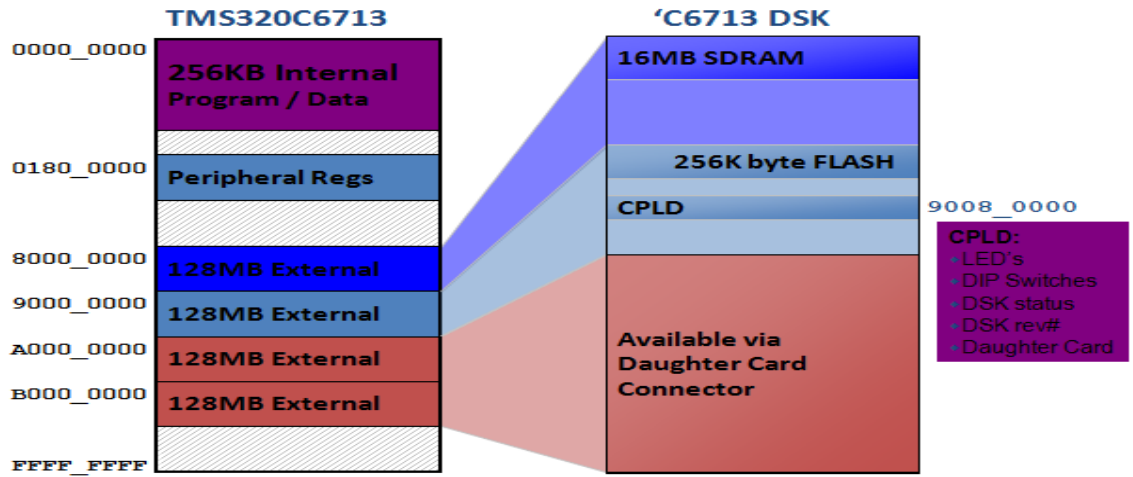 TMS320C6713
'C6713 DSK
0000_0000
256KB Internal
Program / Data
0180_0000
Peripheral Regs
8000_0000
128MB External
9000_0000
128MB External
A000_0000
128MB External
B000_0000
128MB External
FFFF_FFFF
16MB SDRAM
256K byte FLASH
CPLD
9008_0000
Available via
Daughter Card
Connector
CPLD:
•LED's
•DIP Switches
•DSK status
•DSK rev#
•Daughter Card